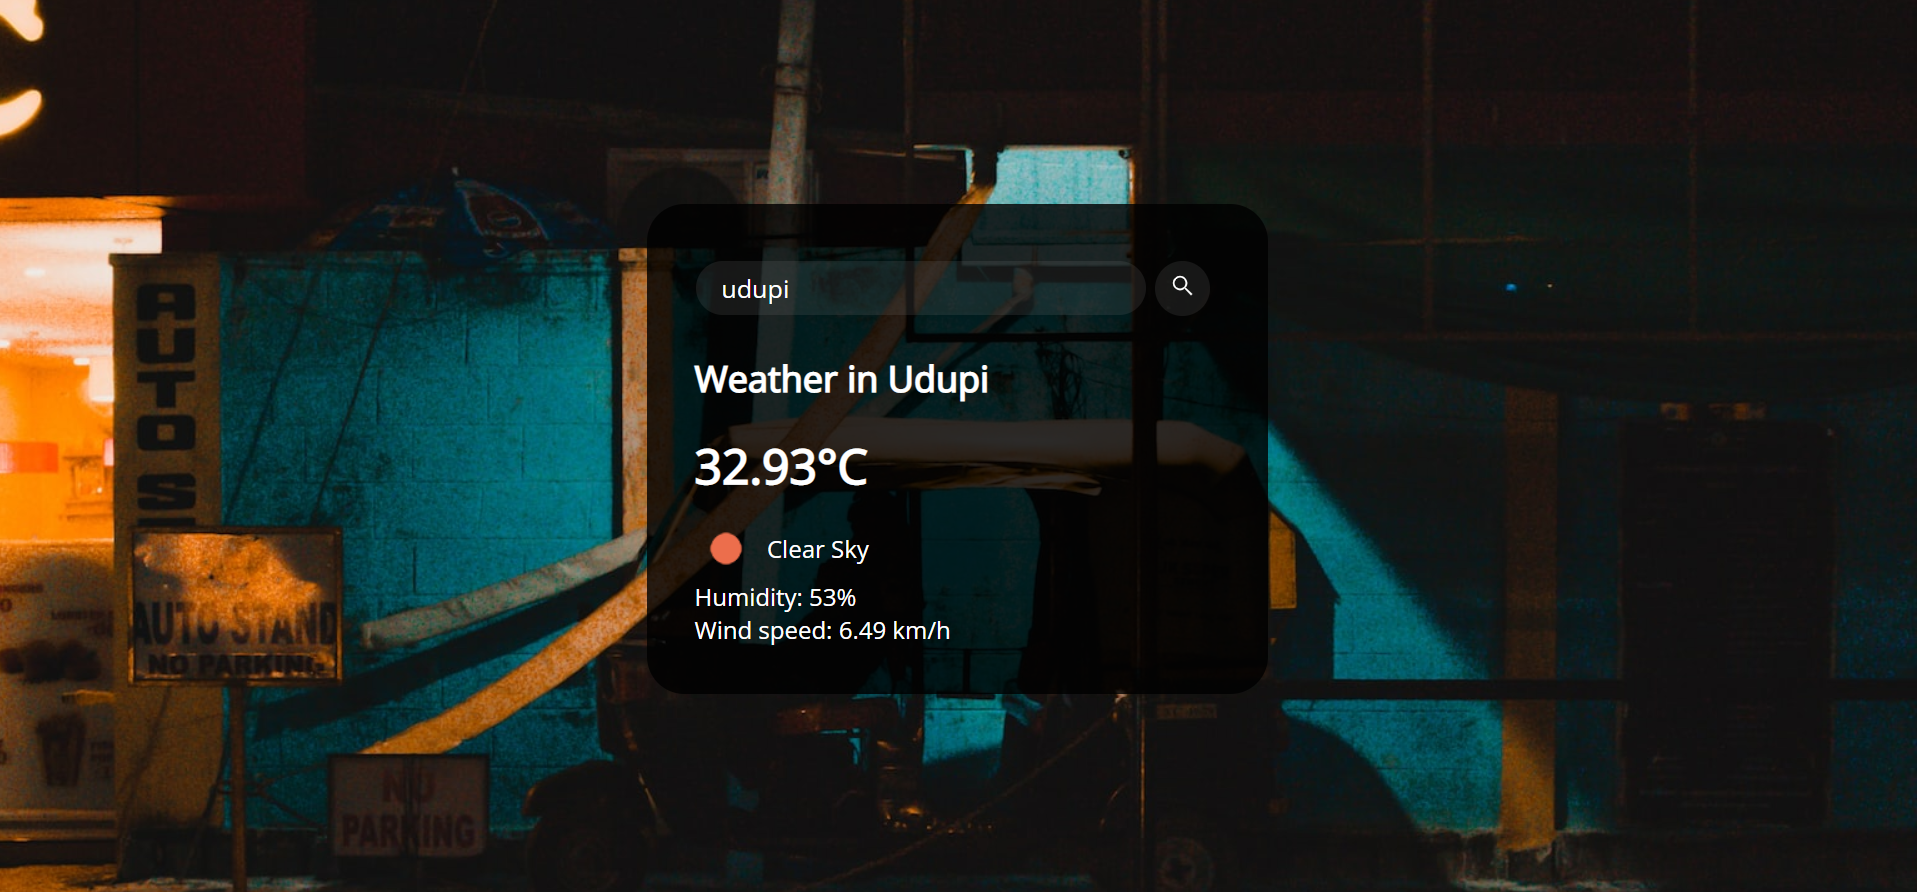 udupi
Weather in Udupi
32.93°C
Clear Sky
Humidity: 53%
Wind speed: 6.49 km/h
AUTO S
AUTO STAND
NO PARKING
NO
PARKING